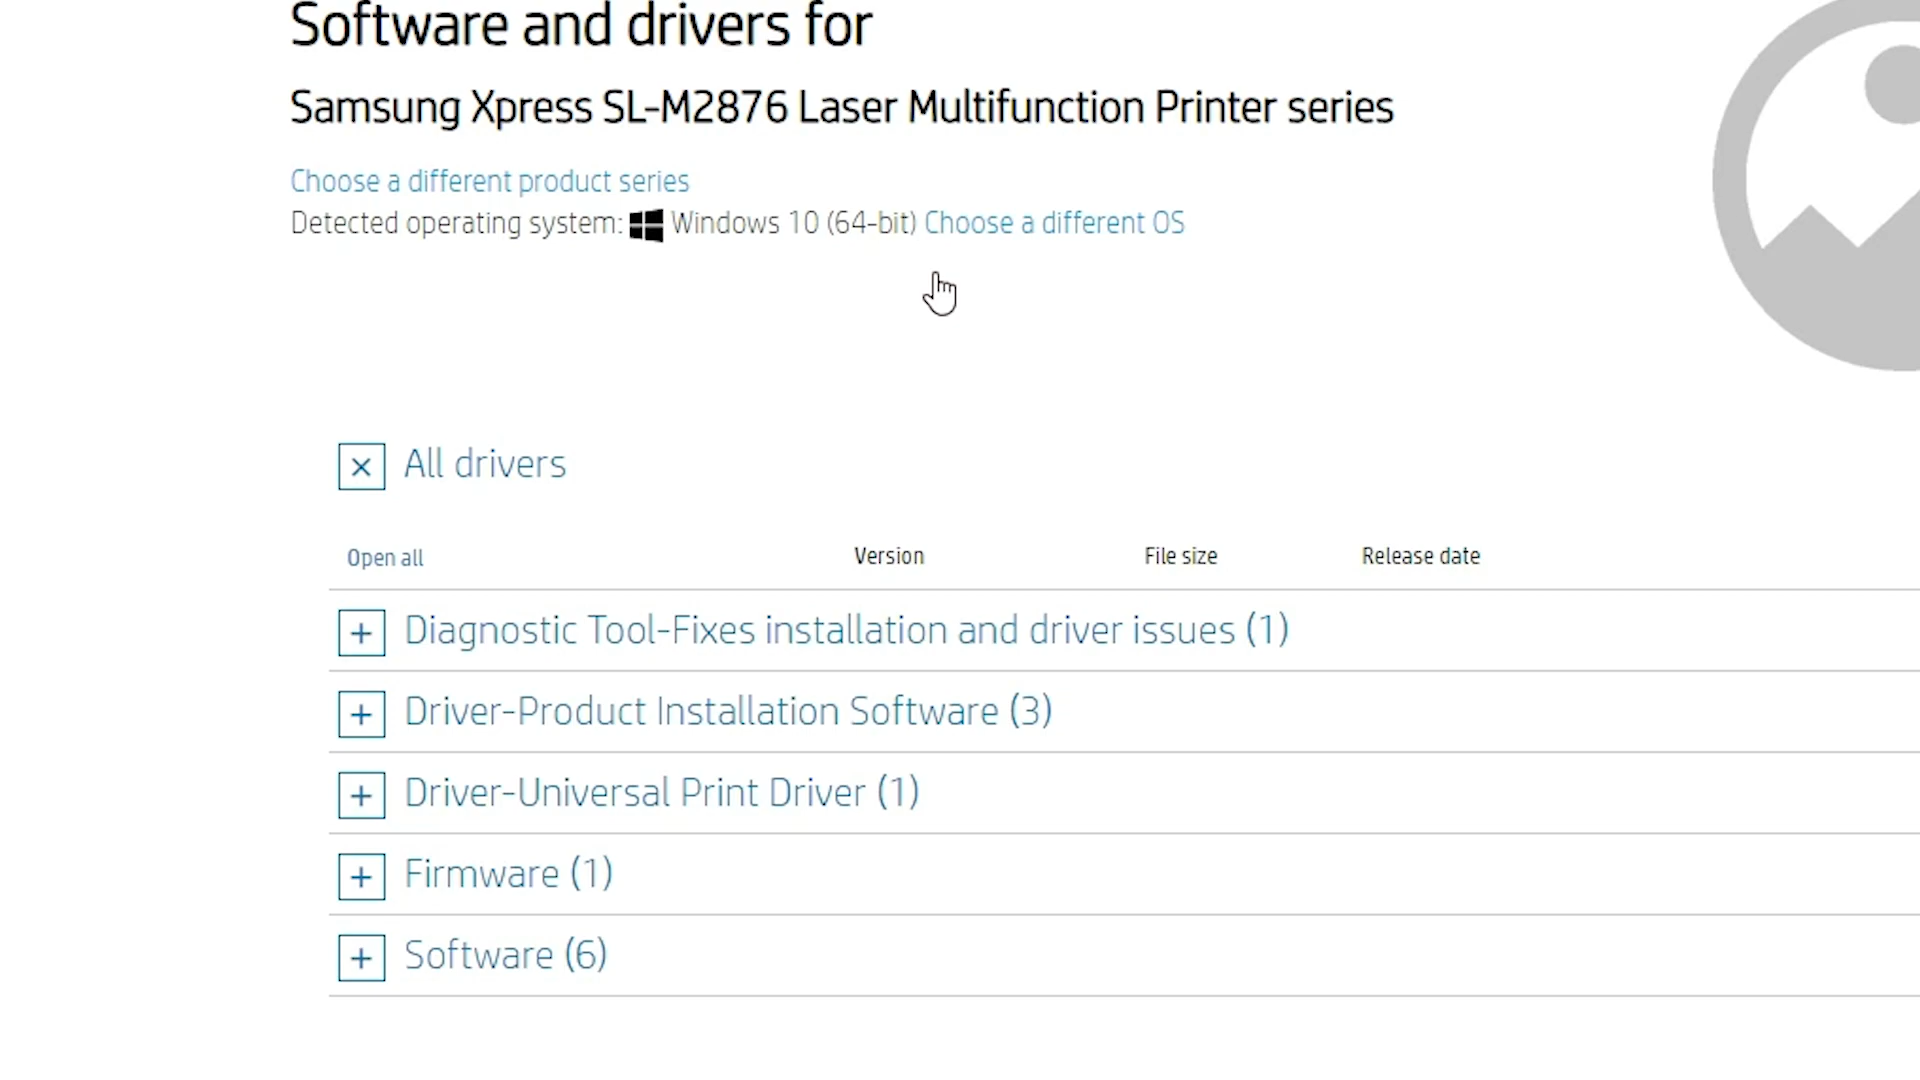 Software and drivers for
Samsung Xpress SL-M2876 Laser Multifunction Printer series
Choose a different product series
Detected operating system: Windows 10 (64-bit) Choose a different OS
All drivers
Open all Version File size Release date
Diagnostic Tool-Fixes installation and driver issues (1)
Driver-Product Installation Software (3)
Driver-Universal Print Driver (1)
Firmware (1)
Software (6)